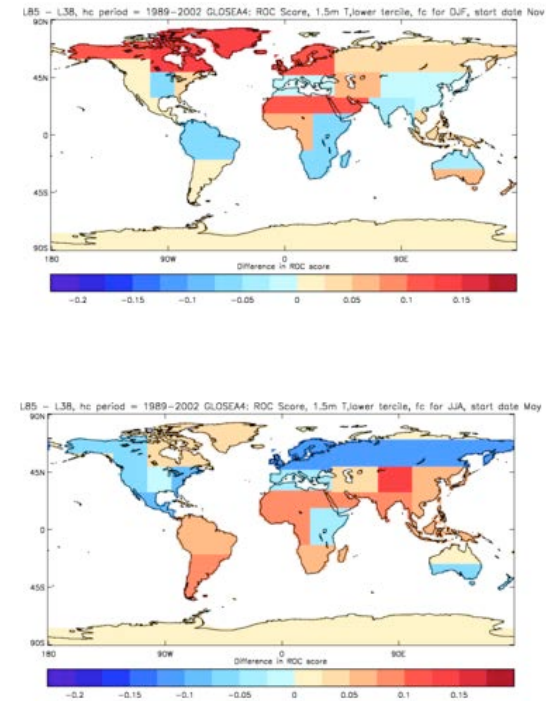 L85 - L38, hc period = 1989-2002 GLOSEA4: ROC Score, 1.5m T,lower tercile, fc for DJF, start date Nov
90N
45N
0
45S
90S
180 90W 0 90E
Difference in ROC score
-0.2 -0.15 -0.1 -0.05 0 0.05 0.1 0.15
L85 - L38, hc period = 1989-2002 GLOSEA4: ROC Score, 1.5m T,lower tercile, fc for JJA, start date May
90N
45N
0
45S
90S
180 90W 0 90E
Difference in ROC score
-0.2 -0.15 -0.1 -0.05 0 0.05 0.1 0.15